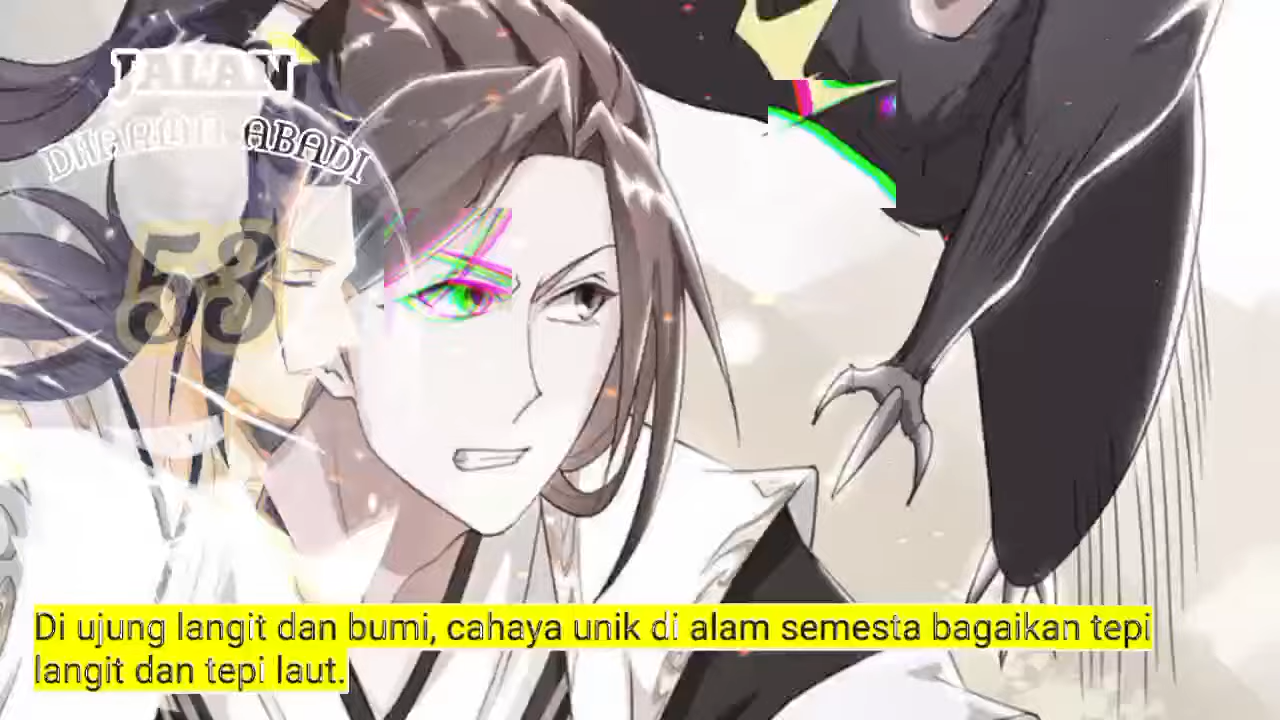 JALAN
DHARMA ABADI
53
Di ujung langit dan bumi, cahaya unik di alam semesta bagaikan tepi
langit dan tepi laut.